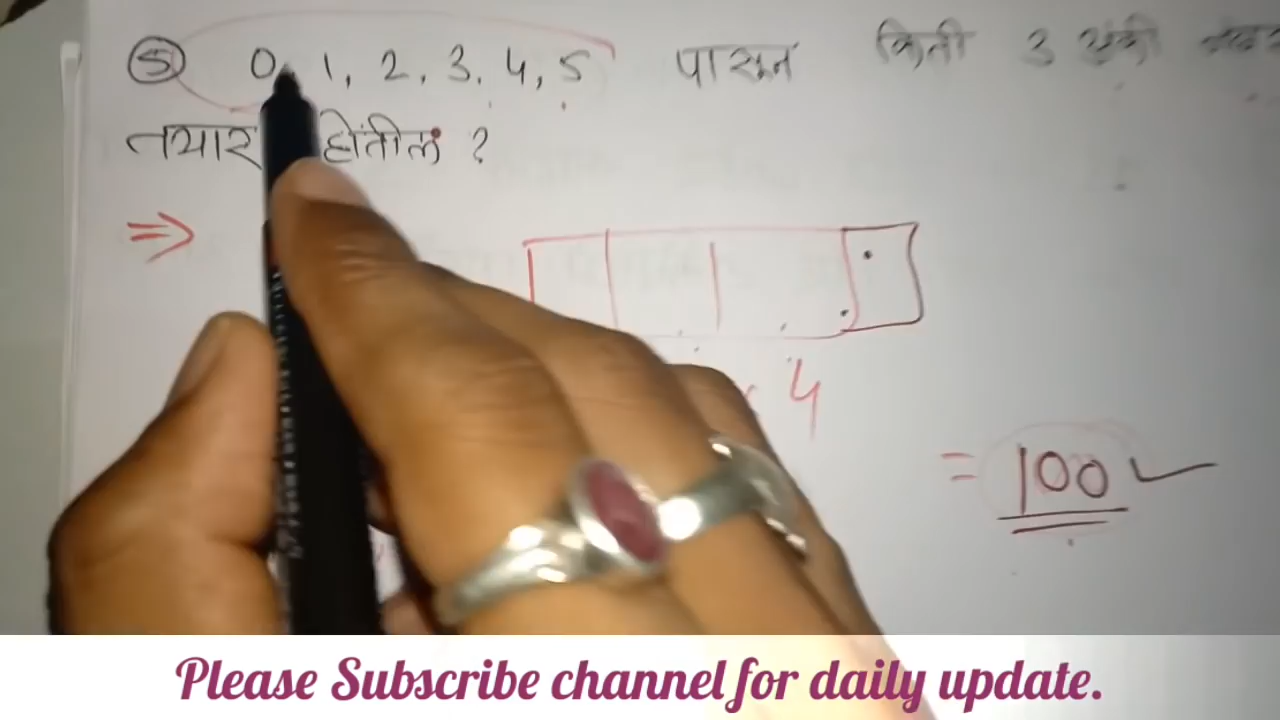 ⑤ 0, 1, 2, 3, 4, 5 पासून किती 3 अंकी
तयार होतील ?
⇒
4
= 100
Please Subscribe channel for daily update.